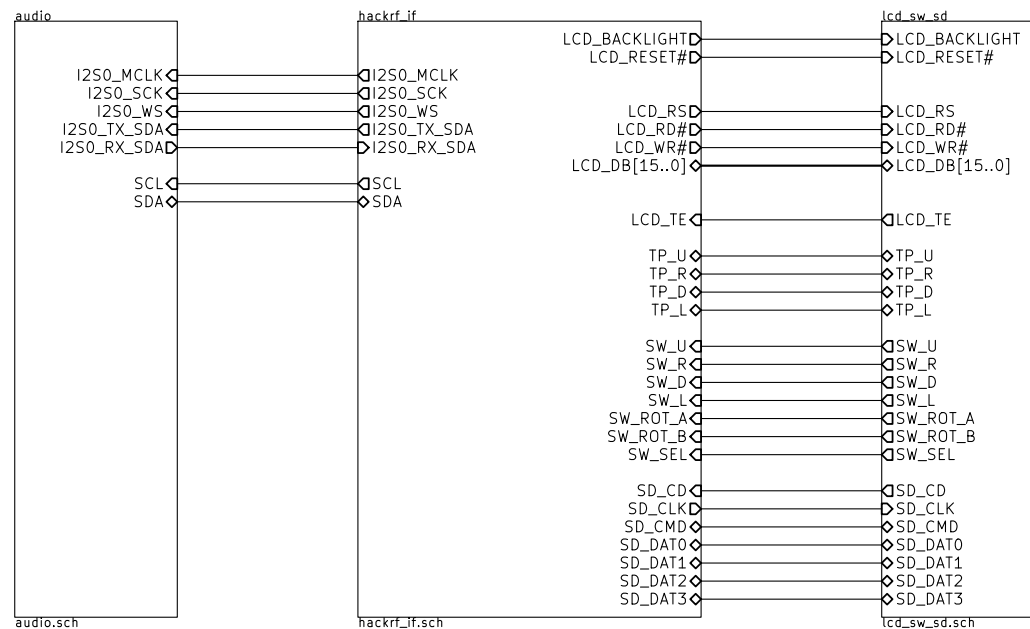 audio
hackrf_if
lcd_sw_sd
LCD_BACKLIGHT
LCD_BACKLIGHT
LCD_RESET#
LCD_RESET#
I2S0_MCLK
I2S0_MCLK
I2S0_SCK
I2S0_SCK
I2S0_WS
I2S0_WS
LCD_RS
LCD_RS
I2S0_TX_SDA
I2S0_TX_SDA
LCD_RD#
LCD_RD#
I2S0_RX_SDA
I2S0_RX_SDA
LCD_WR#
LCD_WR#
LCD_DB[15..0]
LCD_DB[15..0]
SCL
SCL
SDA
SDA
LCD_TE
LCD_TE
TP_U
TP_U
TP_R
TP_R
TP_D
TP_D
TP_L
TP_L
SW_U
SW_U
SW_R
SW_R
SW_D
SW_D
SW_L
SW_L
SW_ROT_A
SW_ROT_A
SW_ROT_B
SW_ROT_B
SW_SEL
SW_SEL
SD_CD
SD_CD
SD_CLK
SD_CLK
SD_CMD
SD_CMD
SD_DAT0
SD_DAT0
SD_DAT1
SD_DAT1
SD_DAT2
SD_DAT2
SD_DAT3
SD_DAT3
audio.sch
hackrf_if.sch
lcd_sw_sd.sch